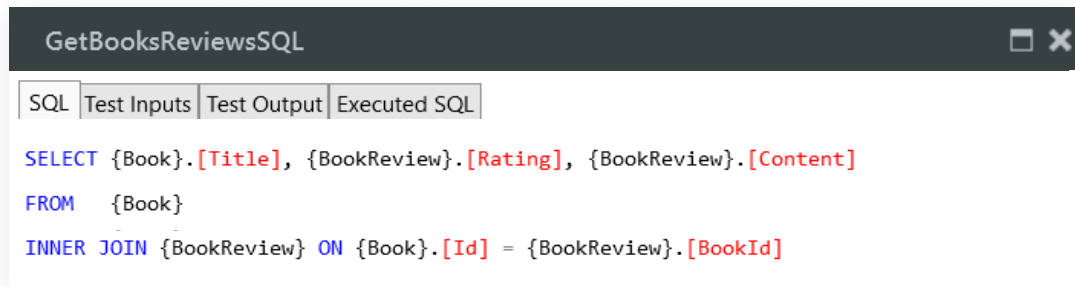 GetBooksReviewsSQL
SQL Test Inputs Test Output Executed SQL
SELECT {Book}.[Title], {BookReview}.[Rating], {BookReview}.[Content]
FROM {Book}
INNER JOIN {BookReview} ON {Book}.[Id] = {BookReview}.[BookId]